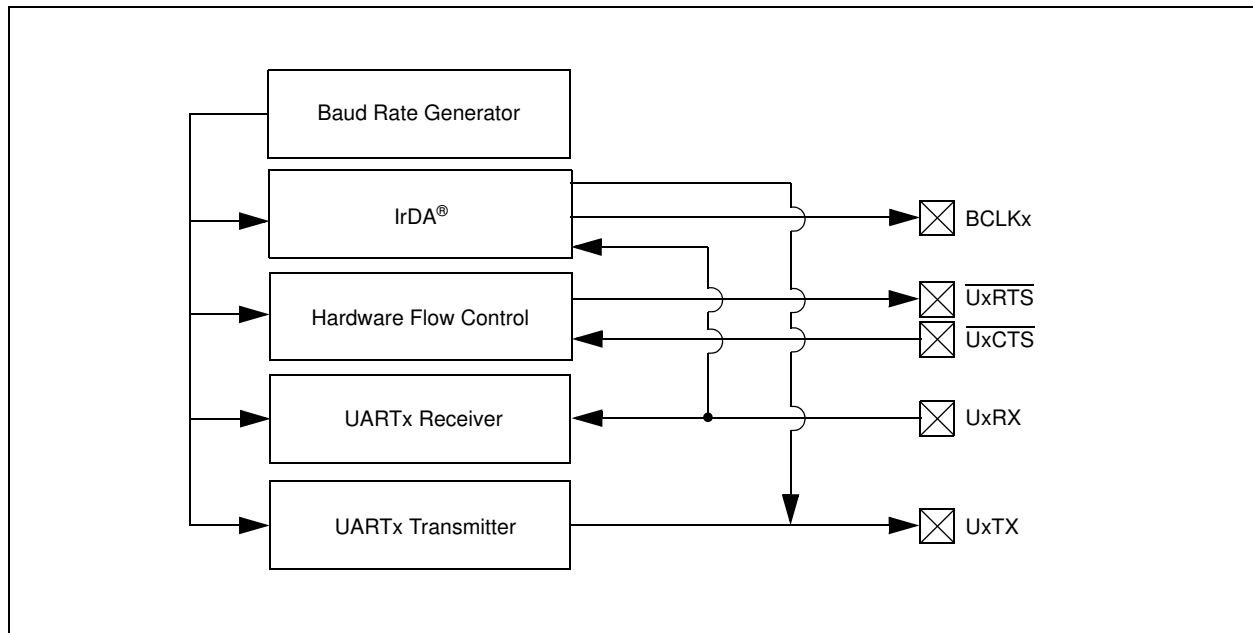 Baud Rate Generator
IrDA®
BCLKx
UxRTS
Hardware Flow Control
UxCTS
UARTx Receiver
UxRX
UARTx Transmitter
UxTX